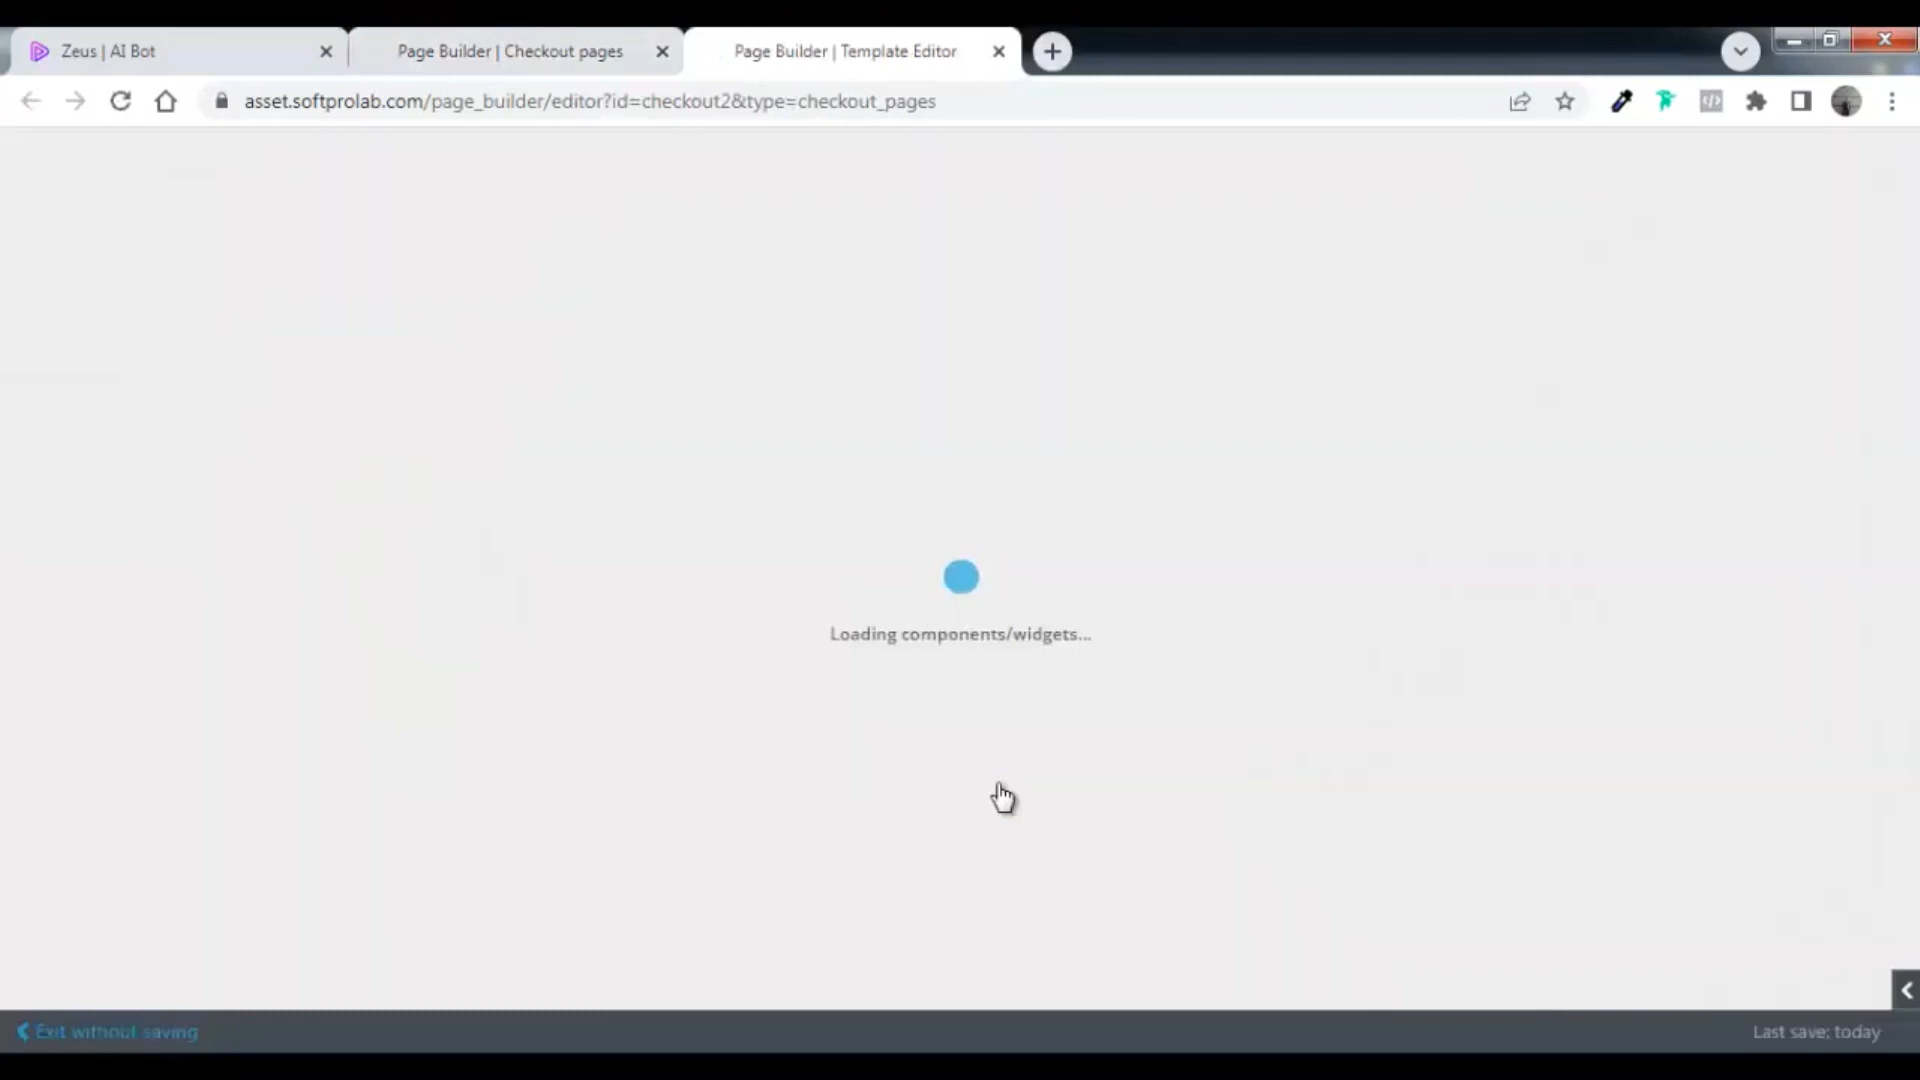 Zeus | AI Bot
Page Builder | Checkout pages
Page Builder | Template Editor
asset.softprolab.com/page_builder/editor?id=checkout2&type=checkout_pages
Loading components/widgets...
Exit without saving
Last save: today